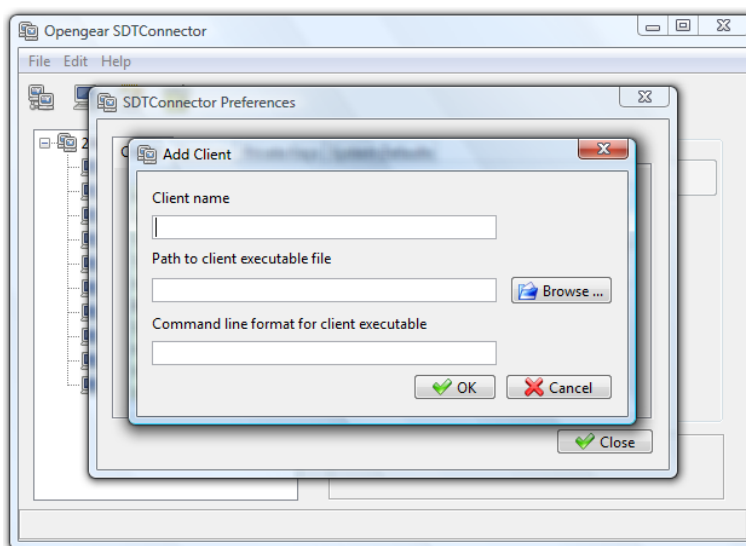 Opengear SDTConnector
File Edit Help
SDTConnector Preferences
2
Add Client
Client name
Path to client executable file
Browse ...
Command line format for client executable
OK
Cancel
Close